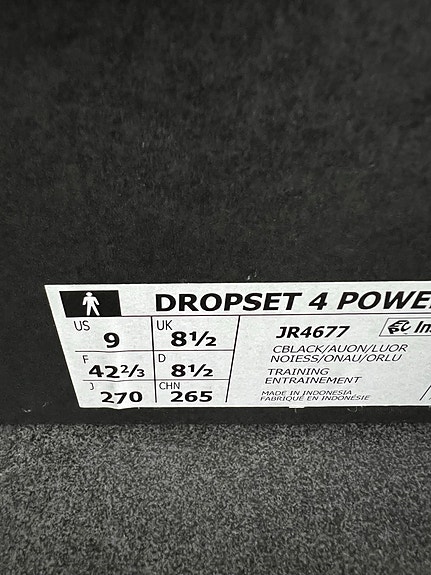 DROPSET 4 POWE
US 9 UK 8½
F 42⅔ D 8½
J 270 CHN 265
JR4677
CBLACK/AUON/LUOR
NOIESS/ONAU/ORLU
TRAINING
ENTRAINEMENT
MADE IN INDONESIA
FABRIQUÉ EN INDONÉSIE